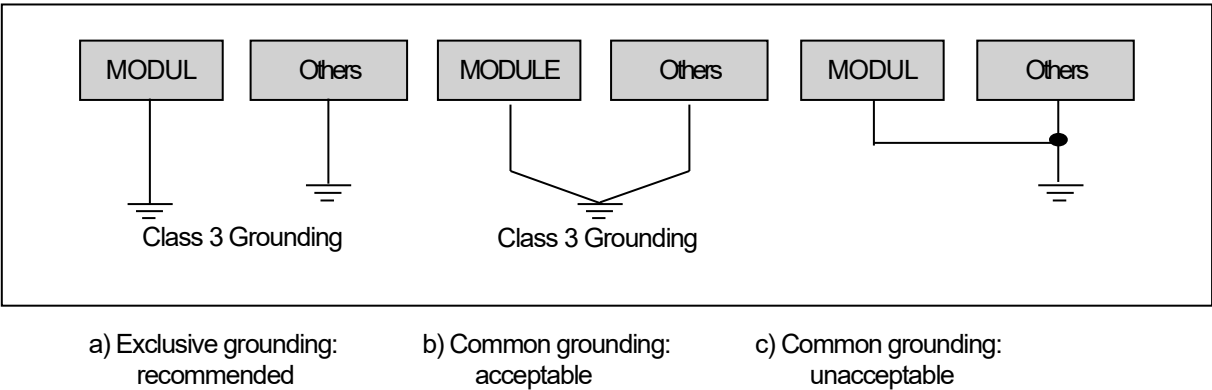 MODUL Others MODULE Others MODUL Others
Class 3 Grounding Class 3 Grounding
a) Exclusive grounding: b) Common grounding: c) Common grounding:
recommended acceptable unacceptable